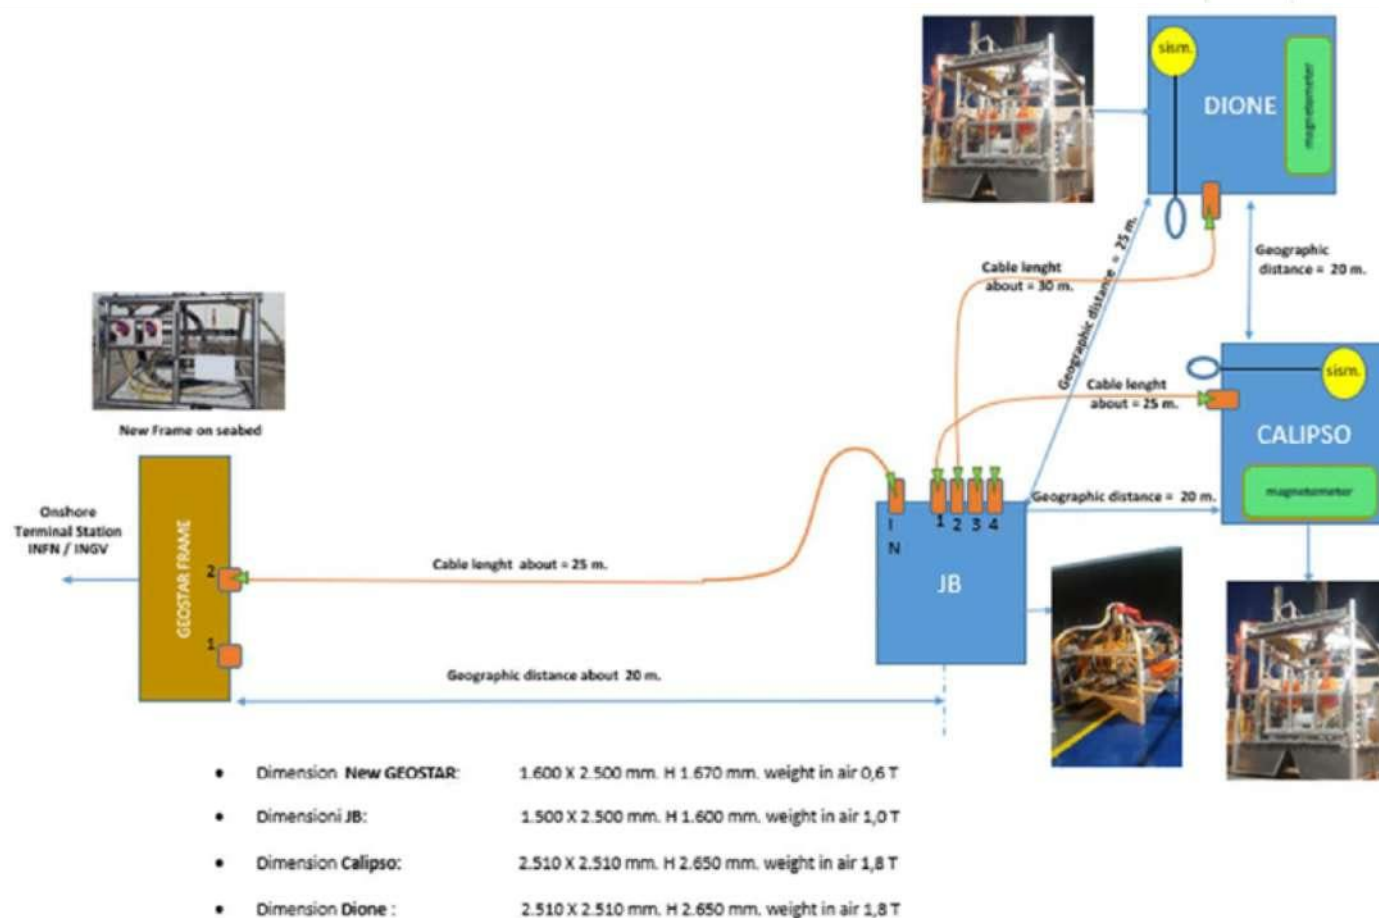 sism.
DIONE
magnetometer
Cable lenght
about = 30 m.
Geographic distance = 25 m.
Geographic
distance = 20 m.
New Frame on seabed
Cable lenght
about = 25 m.
sism.
CALIPSO
magnetometer
Onshore
Terminal Station
INFN / INGV
GEOSTAR FRAME
2
1
Cable lenght about = 25 m.
I
N
1 2 3 4
JB
Geographic distance = 20 m.
Geographic distance about 20 m.
• Dimension New GEOSTAR: 1.600 X 2.500 mm. H 1.670 mm. weight in air 0,6 T
• Dimensioni JB: 1.500 X 2.500 mm. H 1.600 mm. weight in air 1,0 T
• Dimension Calipso: 2.510 X 2.510 mm. H 2.650 mm. weight in air 1,8 T
• Dimension Dione : 2.510 X 2.510 mm. H 2.650 mm. weight in air 1,8 T